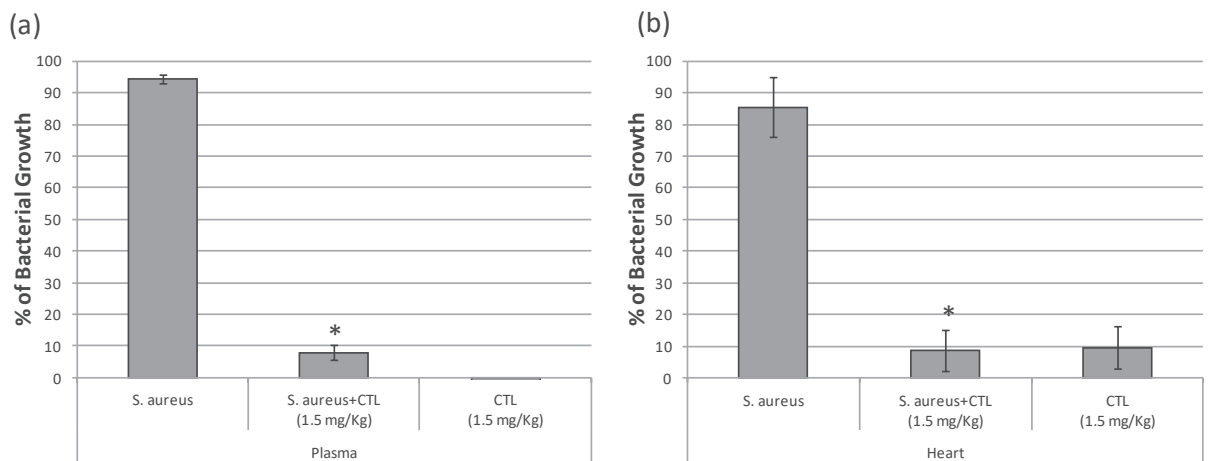 (a)
% of Bacterial Growth
100
90
80
70
60
50
40
30
20
10
0
*
S. aureus
S. aureus+CTL
(1.5 mg/Kg)
CTL
(1.5 mg/Kg)
Plasma
(b)
% of Bacterial Growth
100
90
80
70
60
50
40
30
20
10
0
*
S. aureus
S. aureus+CTL
(1.5 mg/Kg)
CTL
(1.5 mg/Kg)
Heart